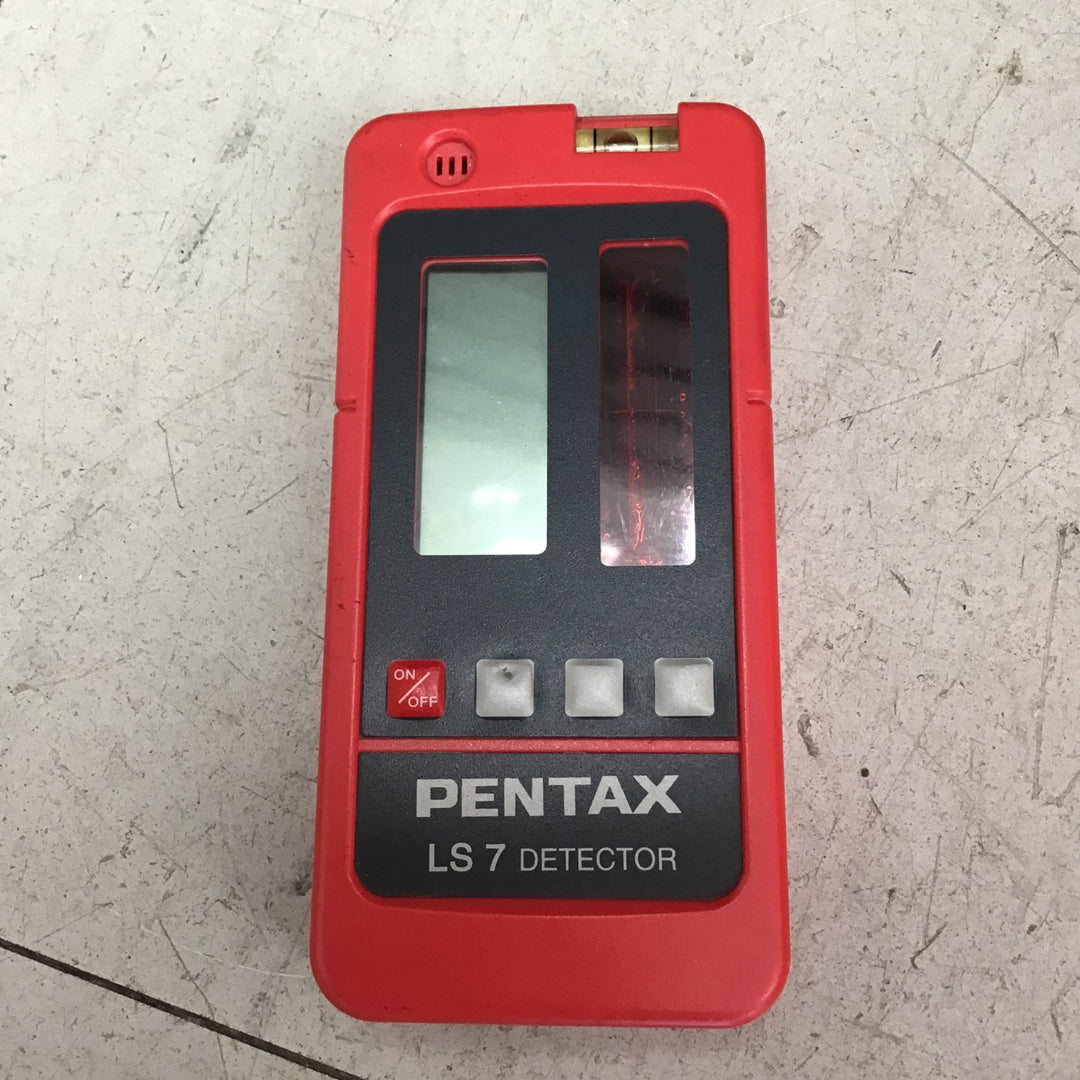 ON
OFF
PENTAX
LS 7 DETECTOR